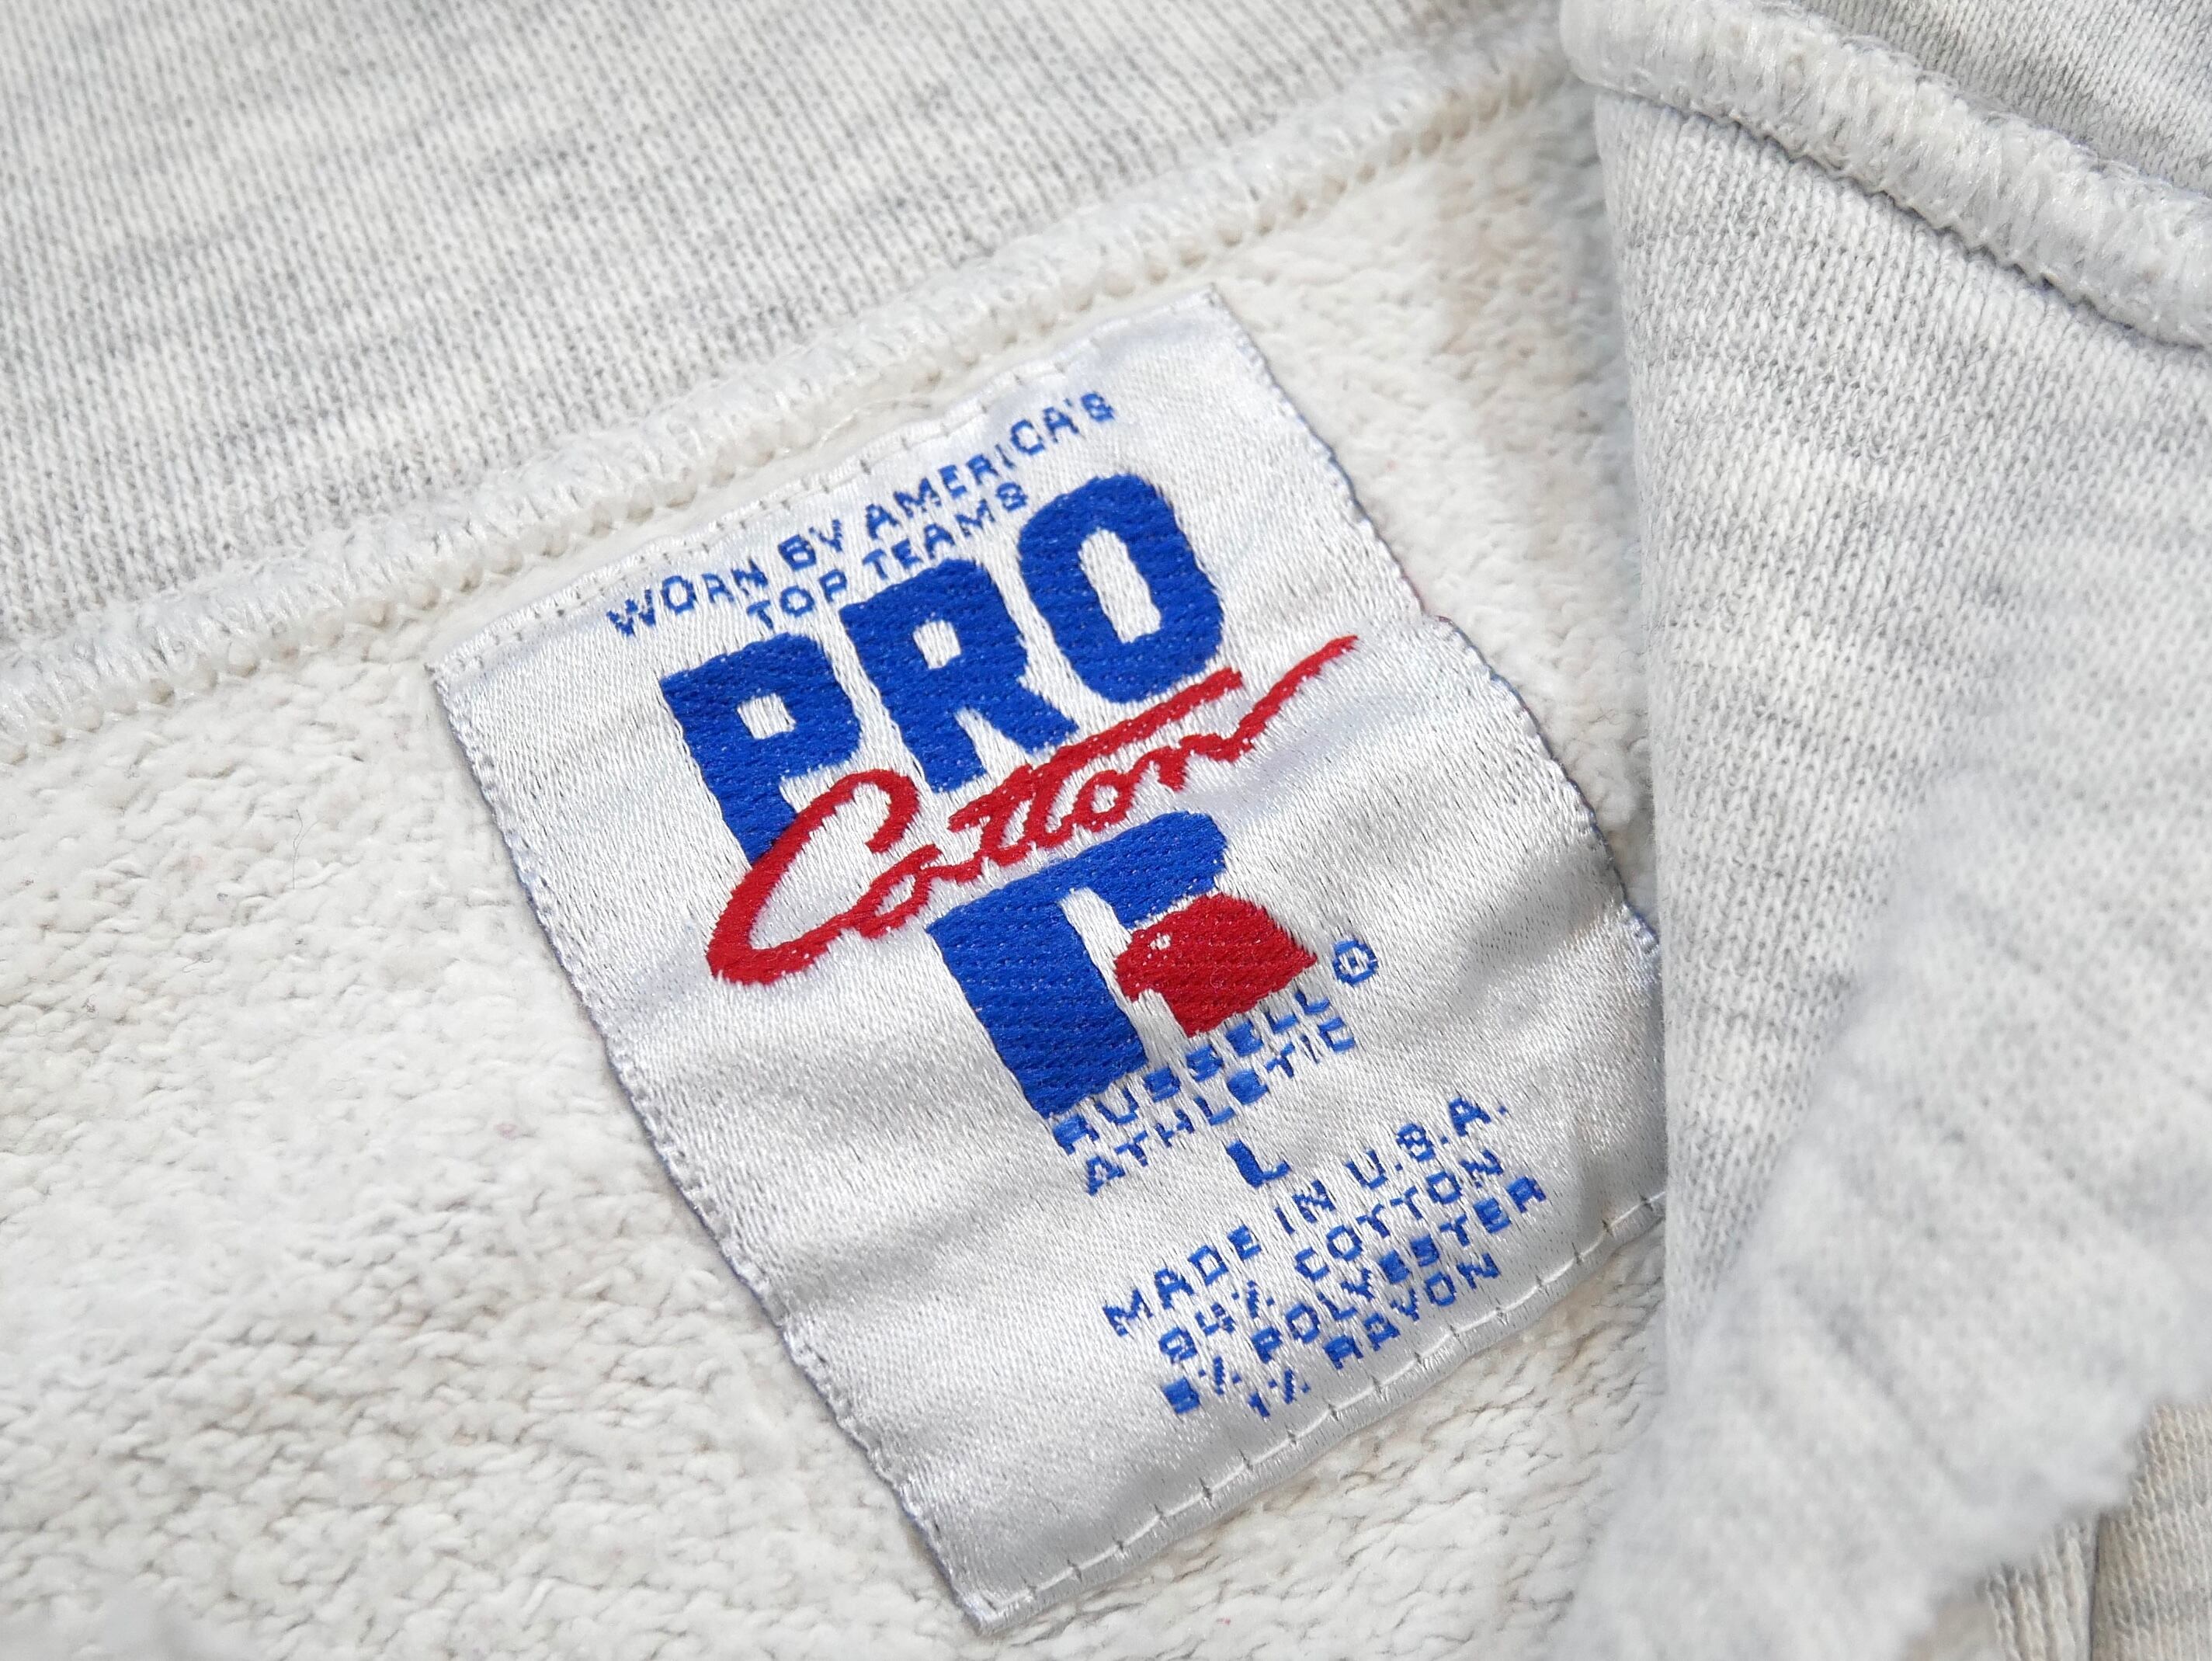 WORN BY AMERICA'S
TOP TEAMS
PRO
Cotton
R
RUSSELL®
ATHLETIC
L
MADE IN U.S.A.
94% COTTON
5% POLYESTER
1% RAYON